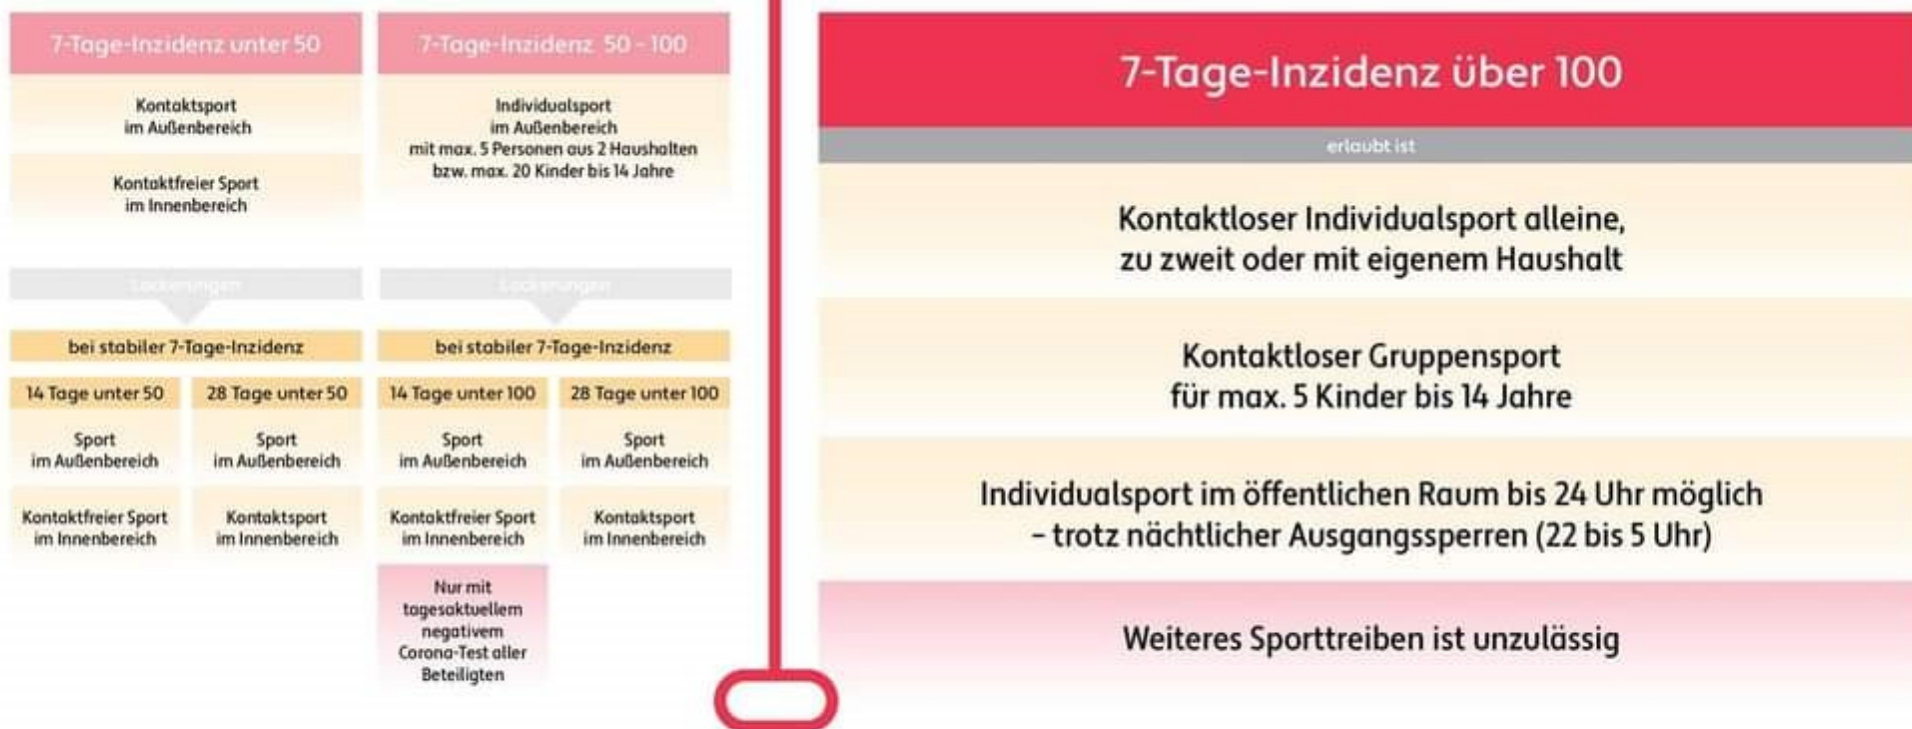 7-Tage-Inzidenz unter 50
Kontaktsport
im Außenbereich
Kontaktfreier Sport
im Innenbereich
Lockerungen
bei stabiler 7-Tage-Inzidenz
14 Tage unter 50
Sport
im Außenbereich
Kontaktfreier Sport
im Innenbereich
28 Tage unter 50
Sport
im Außenbereich
Kontaktsport
im Innenbereich
7-Tage-Inzidenz 50 - 100
Individualsport
im Außenbereich
mit max. 5 Personen aus 2 Haushalten
bzw. max. 20 Kinder bis 14 Jahre
Lockerungen
bei stabiler 7-Tage-Inzidenz
14 Tage unter 100
Sport
im Außenbereich
Kontaktfreier Sport
im Innenbereich
Nur mit
tagesaktuellem
negativem
Corona-Test aller
Beteiligten
28 Tage unter 100
Sport
im Außenbereich
Kontaktsport
im Innenbereich
7-Tage-Inzidenz über 100
erlaubt ist
Kontaktloser Individualsport alleine,
zu zweit oder mit eigenem Haushalt
Kontaktloser Gruppensport
für max. 5 Kinder bis 14 Jahre
Individualsport im öffentlichen Raum bis 24 Uhr möglich
– trotz nächtlicher Ausgangssperren (22 bis 5 Uhr)
Weiteres Sporttreiben ist unzulässig